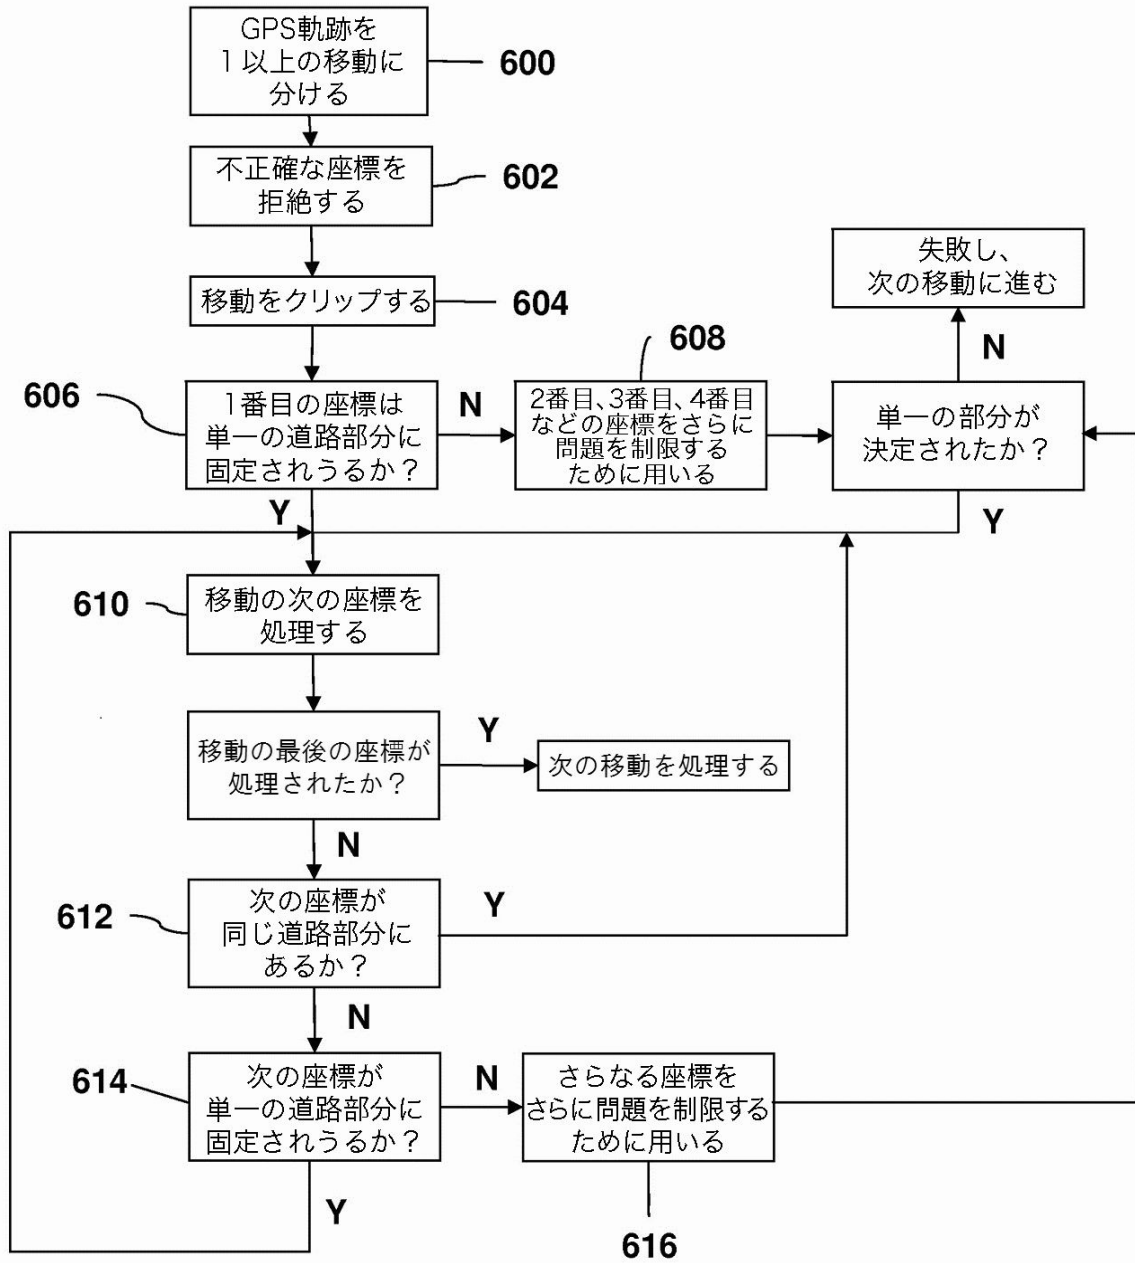 GPS軌跡を
1以上の移動に
分ける
600
不正確な座標を
拒絶する
602
移動をクリップする
604
失敗し、
次の移動に進む
606
1番目の座標は
単一の道路部分に
固定されうるか？
N
608
2番目、3番目、4番目
などの座標をさらに
問題を制限する
ために用いる
N
単一の部分が
決定されたか？
Y
Y
610
移動の次の座標を
処理する
移動の最後の座標が
処理されたか？
Y
次の移動を処理する
N
612
次の座標が
同じ道路部分に
あるか？
Y
N
614
次の座標が
単一の道路部分に
固定されうるか？
N
さらなる座標を
さらに問題を制限する
ために用いる
Y
616